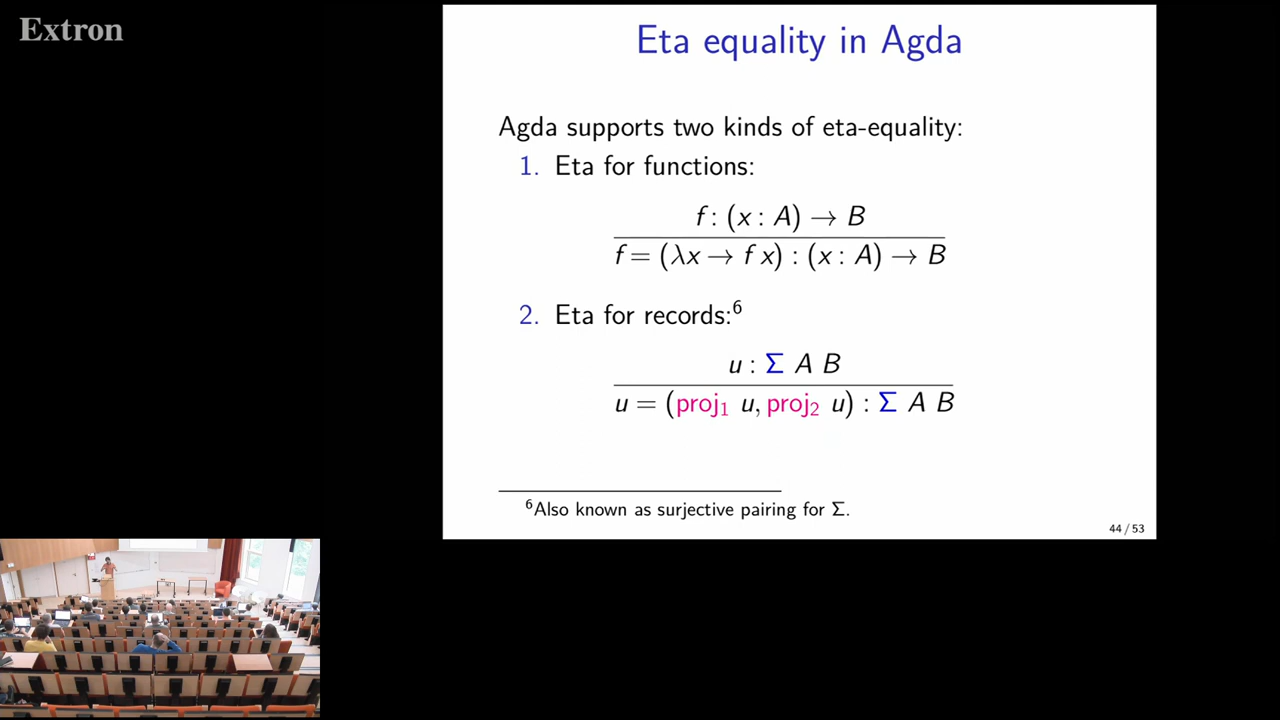 Extron
Eta equality in Agda
Agda supports two kinds of eta-equality:
1. Eta for functions:
f : (x : A) → B
f = (λx → f x) : (x : A) → B
2. Eta for records:⁶
u : Σ A B
u = (proj₁ u, proj₂ u) : Σ A B
⁶Also known as surjective pairing for Σ.
44 / 53